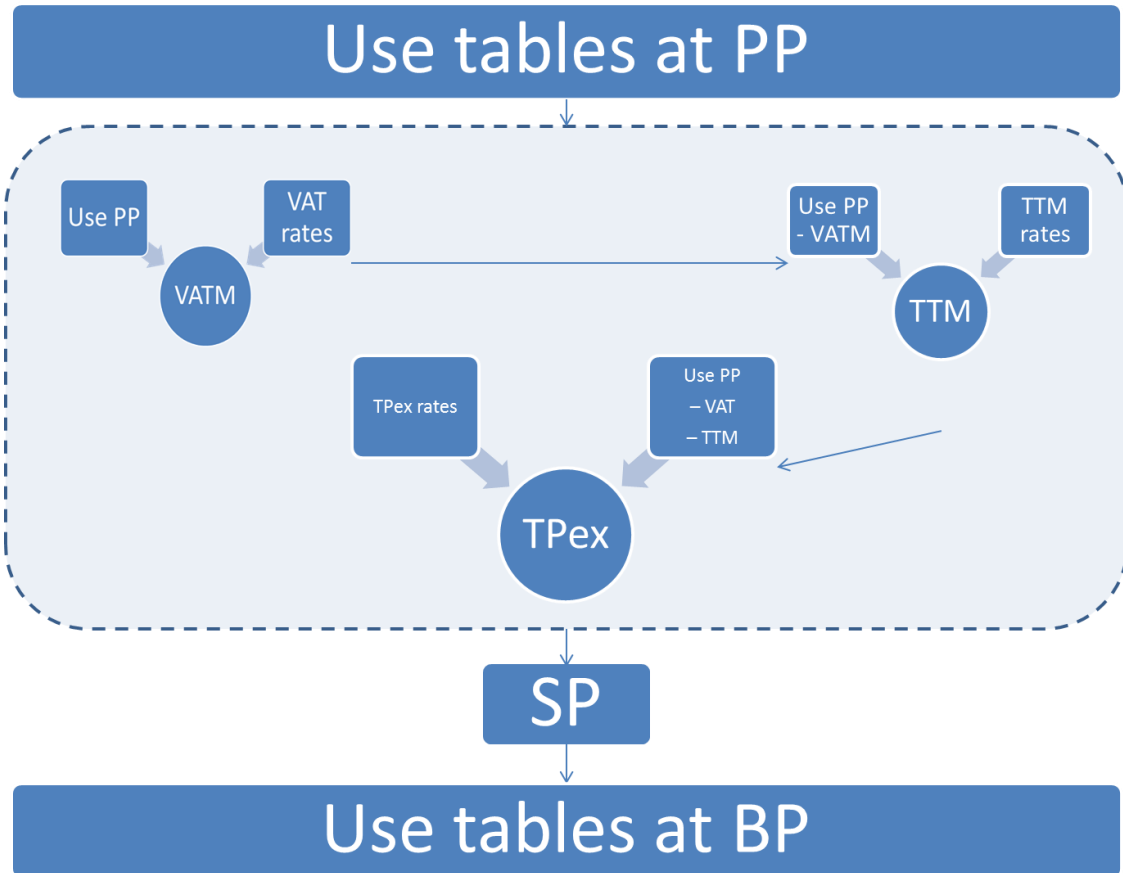 Use tables at PP
Use PP
VAT
rates
VATM
Use PP
- VATM
TTM
rates
TTM
TPex rates
Use PP
– VAT
– TTM
TPex
SP
Use tables at BP